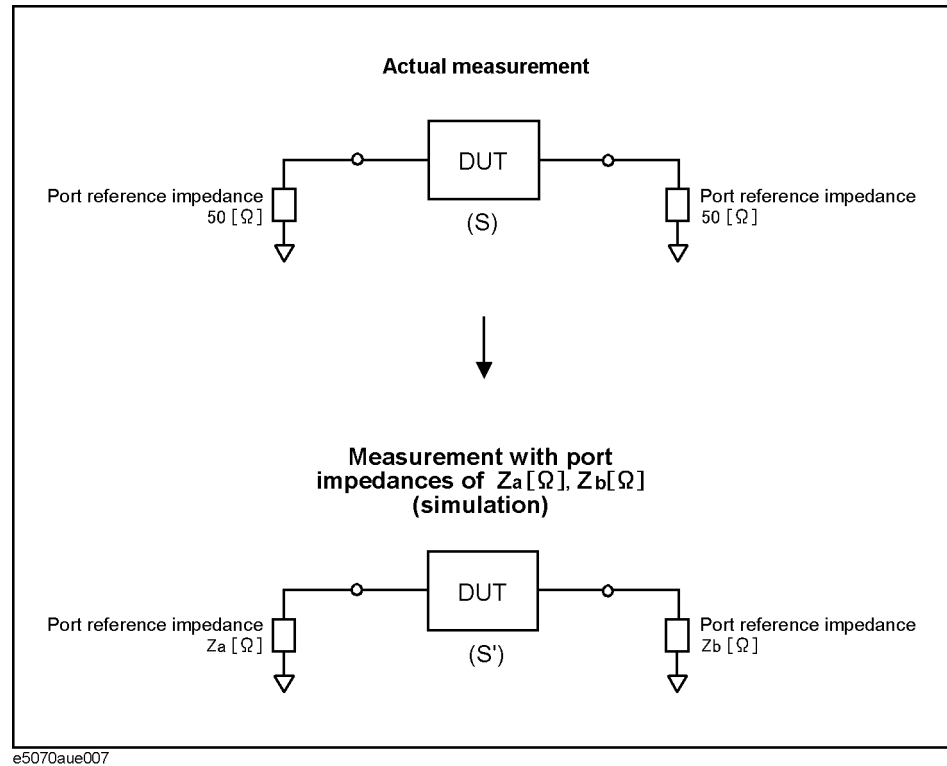 Actual measurement
DUT
Port reference impedance
50 [Ω]
Port reference impedance
50 [Ω]
(S)
Measurement with port
impedances of Za[Ω], Zb[Ω]
(simulation)
DUT
Port reference impedance
Za [Ω]
Port reference impedance
Zb [Ω]
(S')
e5070aue007